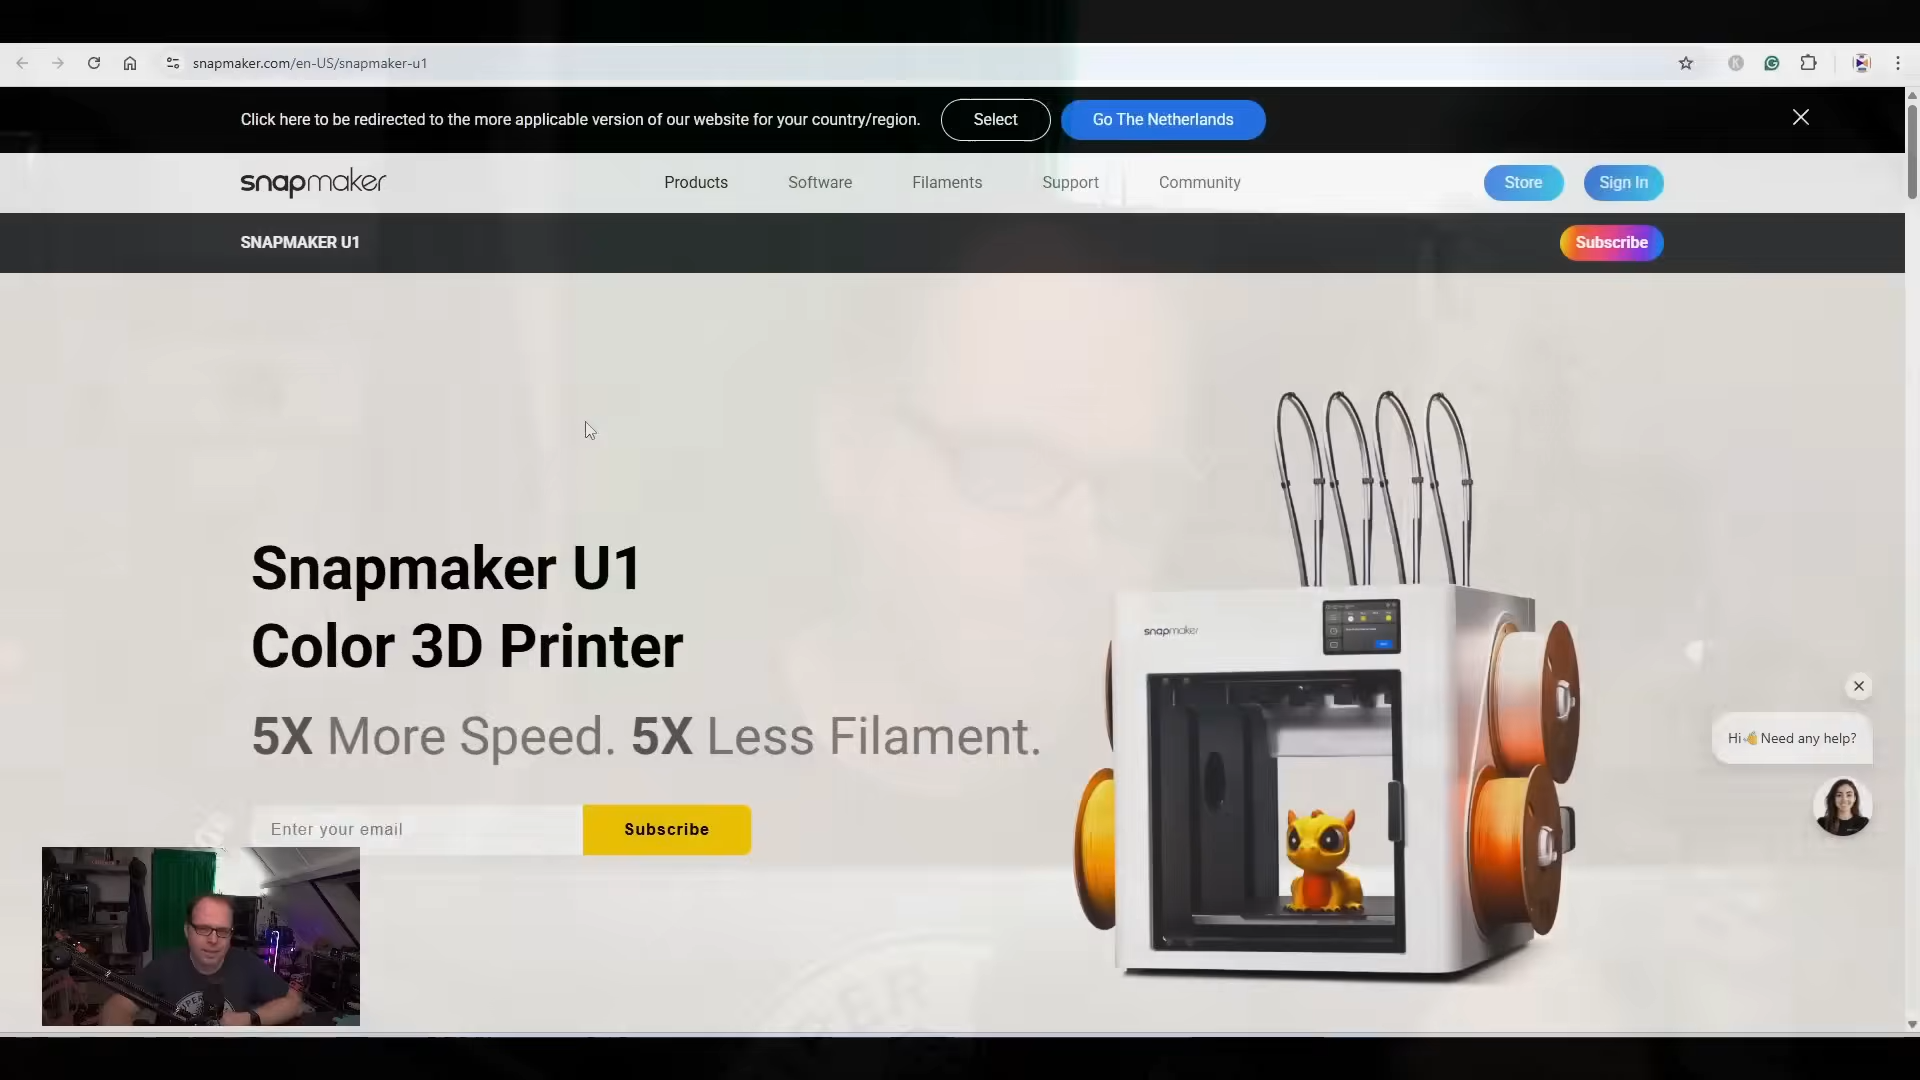 snapmaker.com/en-US/snapmaker-u1
Click here to be redirected to the more applicable version of our website for your country/region.
Select
Go The Netherlands
snapmaker
Products
Software
Filaments
Support
Community
Store
Sign In
SNAPMAKER U1
Subscribe
Snapmaker U1
Color 3D Printer
5X More Speed. 5X Less Filament.
Enter your email
Subscribe
snapmaker
Hi👋 Need any help?